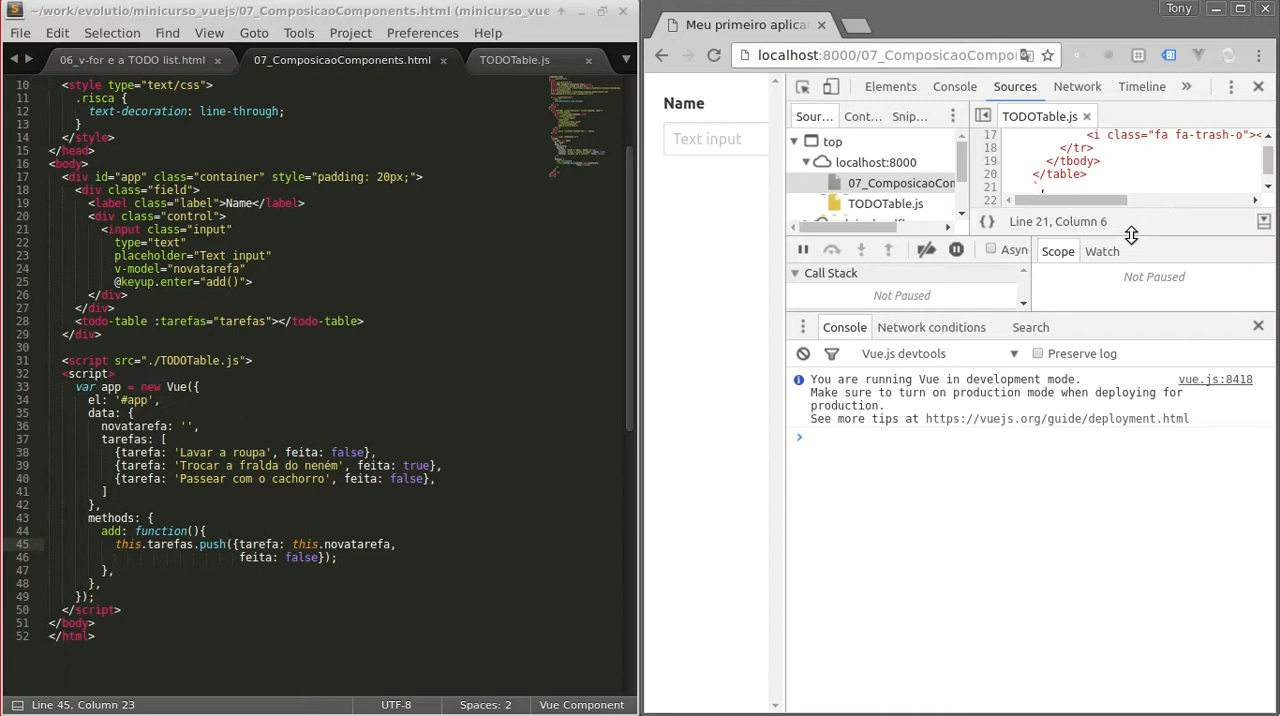 ~/work/evolutio/minicurso_vuejs/07_ComposicaoComponents.html (minicurso_vue
File Edit Selection Find View Goto Tools Project Preferences Help
06_v-for e a TODO list.html × 07_ComposicaoComponents.html × TODOTable.js ×
10 <style type="text/css">
11 .risca {
12 text-decoration: line-through;
13 }
14 </style>
15 </head>
16 <body>
17 <div id="app" class="container" style="padding: 20px;">
18 <div class="field">
19 <label class="label">Name</label>
20 <div class="control">
21 <input class="input"
22 type="text"
23 placeholder="Text input"
24 v-model="novatarefa"
25 @keyup.enter="add()">
26 </div>
27 </div>
28 <todo-table :tarefas="tarefas"></todo-table>
29 </div>
30
31 <script src="./TODOTable.js">
32 <script>
33 var app = new Vue({
34 el: '#app',
35 data: {
36 novatarefa: '',
37 tarefas: [
38 {tarefa: 'Lavar a roupa', feita: false},
39 {tarefa: 'Trocar a fralda do neném', feita: true},
40 {tarefa: 'Passear com o cachorro', feita: false},
41 ]
42 },
43 methods: {
44 add: function(){
45 this.tarefas.push({tarefa: this.novatarefa,
46 feita: false});
47 },
48 },
49 });
50 </script>
51 </body>
52 </html>
Line 45, Column 23 UTF-8 Spaces: 2 Vue Component
Tony
Meu primeiro aplica ×
localhost:8000/07_ComposicaoCompo
Name
Text input
Elements Console Sources Network Timeline »
Sour... Cont... Snip...
top
localhost:8000
07_ComposicaoCon
TODOTable.js
TODOTable.js ×
17 <i class="fa fa-trash-o"><
18 </tr>
19 </tbody>
20 </table>
21 `,
22
{} Line 21, Column 6
Asyn
Call Stack
Not Paused
Scope Watch
Not Paused
Console Network conditions Search
Vue.js devtools Preserve log
You are running Vue in development mode. vue.js:8418
Make sure to turn on production mode when deploying for
production.
See more tips at https://vuejs.org/guide/deployment.html